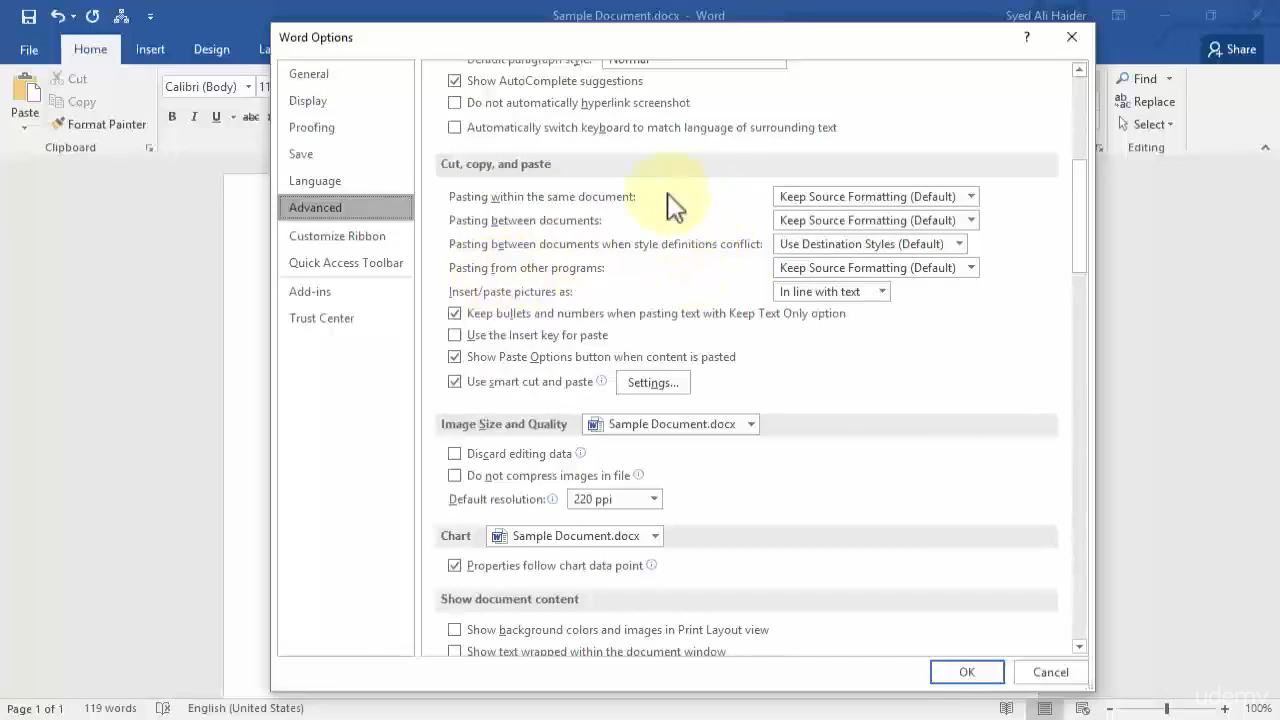 Sample Document.docx - Word
Syed Ali Haider
Word Options
?
File
Home
Insert
Design
La
Share
Cut
Copy
Paste
Format Painter
Clipboard
Calibri (Body)
11
B I U abc
Find
Replace
Select
Editing
General
Display
Proofing
Save
Language
Advanced
Customize Ribbon
Quick Access Toolbar
Add-ins
Trust Center
Default paragraph style: Normal
Show AutoComplete suggestions
Do not automatically hyperlink screenshot
Automatically switch keyboard to match language of surrounding text
Cut, copy, and paste
Pasting within the same document: Keep Source Formatting (Default)
Pasting between documents: Keep Source Formatting (Default)
Pasting between documents when style definitions conflict: Use Destination Styles (Default)
Pasting from other programs: Keep Source Formatting (Default)
Insert/paste pictures as: In line with text
Keep bullets and numbers when pasting text with Keep Text Only option
Use the Insert key for paste
Show Paste Options button when content is pasted
Use smart cut and paste Settings...
Image Size and Quality Sample Document.docx
Discard editing data
Do not compress images in file
Default resolution: 220 ppi
Chart Sample Document.docx
Properties follow chart data point
Show document content
Show background colors and images in Print Layout view
Show text wrapped within the document window
OK
Cancel
Page 1 of 1 119 words English (United States)
100%
udemy